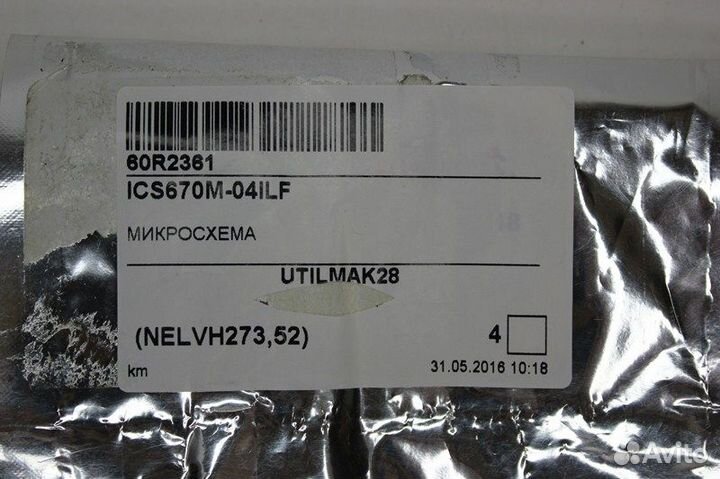 60R2361
ICS670M-04ILF
МИКРОСХЕМА
UTILMAK28
(NELVH273,52) 4
km 31.05.2016 10:18
Avito